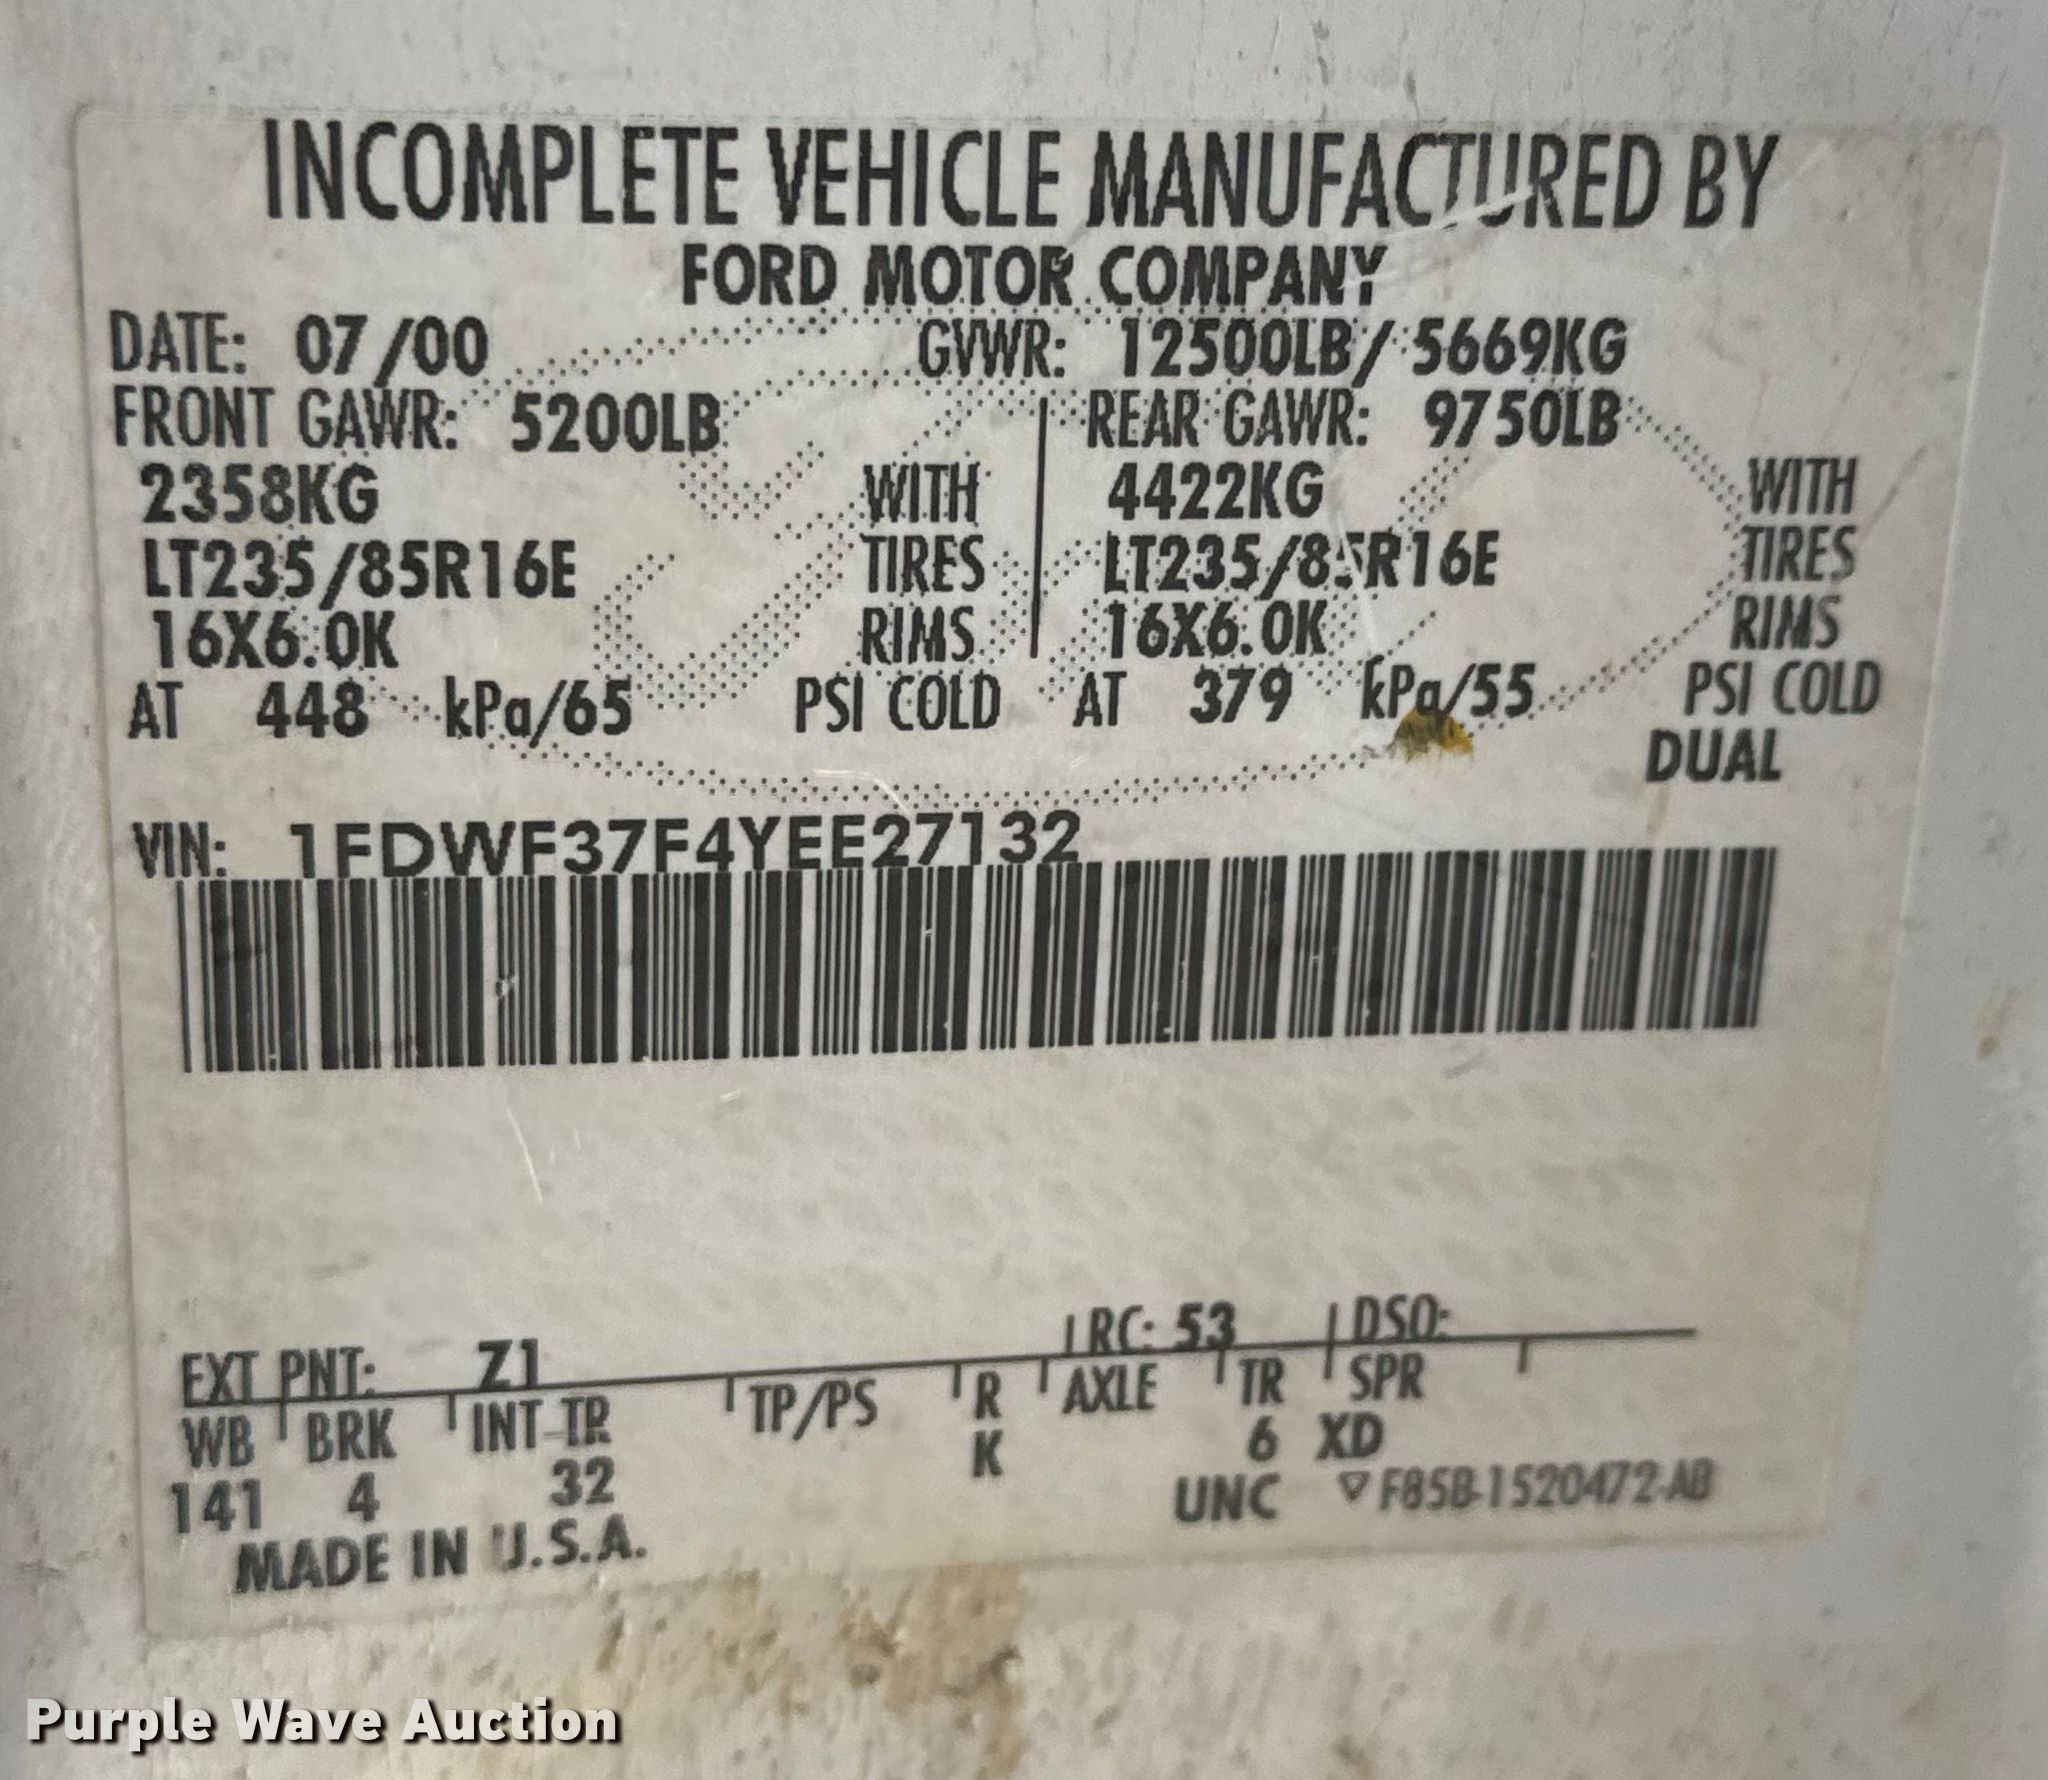 INCOMPLETE VEHICLE MANUFACTURED BY
FORD MOTOR COMPANY
DATE: 07/00 GVWR: 12500LB/ 5669KG
FRONT GAWR: 5200LB REAR GAWR: 9750LB
2358KG WITH 4422KG WITH
LT235/85R16E TIRES LT235/85R16E TIRES
16X6.0K RIMS 16X6.0K RIMS
AT 448 kPa/65 PSI COLD AT 379 kPa/55 PSI COLD
DUAL
VIN: 1FDWF37F4YEE27132
EXT PNT: Z1 RC: 53 DSO:
WB BRK INT TR TP/PS R AXLE TR SPR
141 4 32 K 6 XD
UNC ▽F85B-1520472-AB
MADE IN U.S.A.
Purple Wave Auction